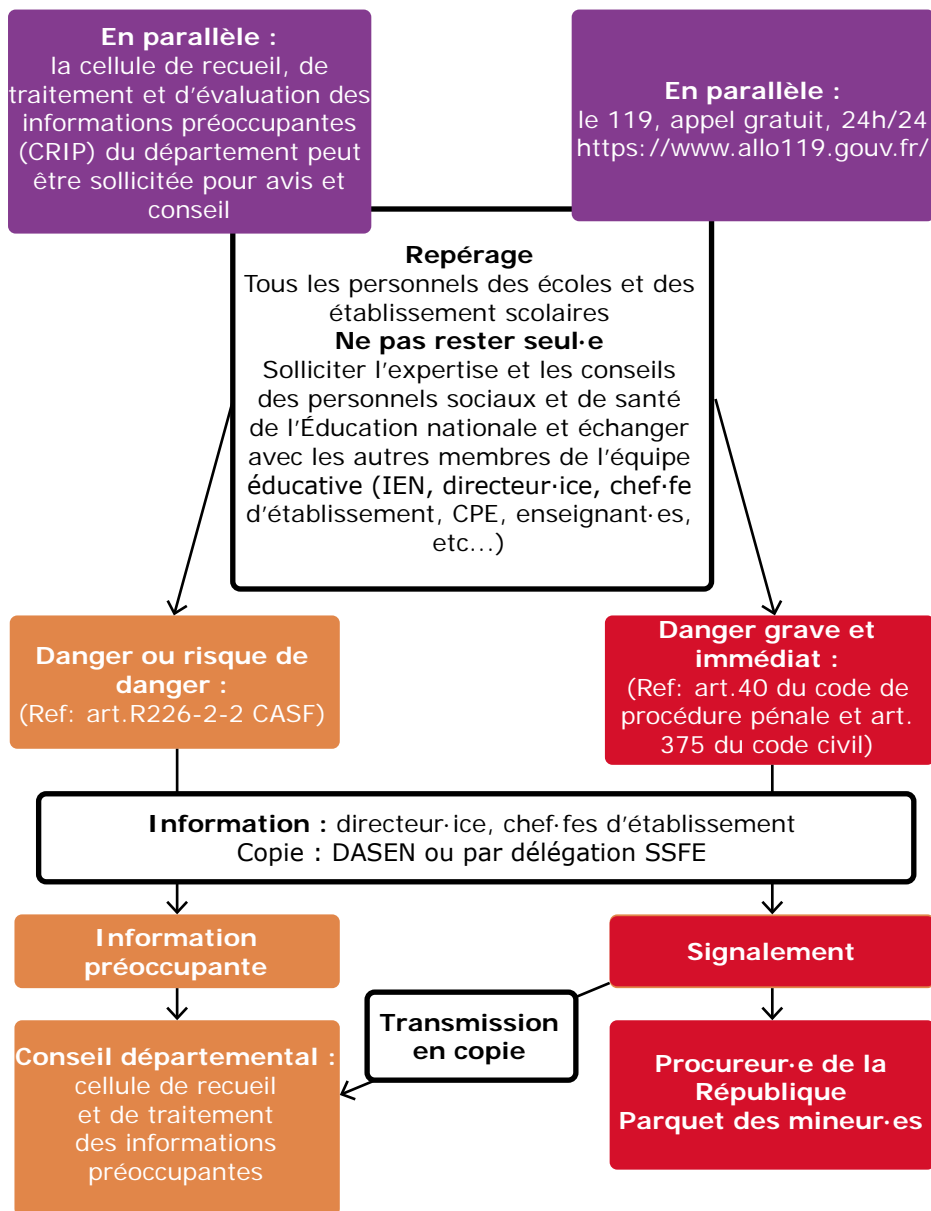 En parallèle :
la cellule de recueil, de
traitement et d'évaluation des
informations préoccupantes
(CRIP) du département peut
être sollicitée pour avis et
conseil
En parallèle :
le 119, appel gratuit, 24h/24
https://www.allo119.gouv.fr/
Repérage
Tous les personnels des écoles et des
établissement scolaires
Ne pas rester seul·e
Solliciter l'expertise et les conseils
des personnels sociaux et de santé
de l'Éducation nationale et échanger
avec les autres membres de l'équipe
éducative (IEN, directeur·ice, chef·fe
d'établissement, CPE, enseignant·es,
etc...)
Danger ou risque de
danger :
(Ref: art.R226-2-2 CASF)
Danger grave et
immédiat :
(Ref: art.40 du code de
procédure pénale et art.
375 du code civil)
Information : directeur·ice, chef·fes d'établissement
Copie : DASEN ou par délégation SSFE
Information
préoccupante
Signalement
Transmission
en copie
Conseil départemental :
cellule de recueil
et de traitement
des informations
préoccupantes
Procureur·e de la
République
Parquet des mineur·es